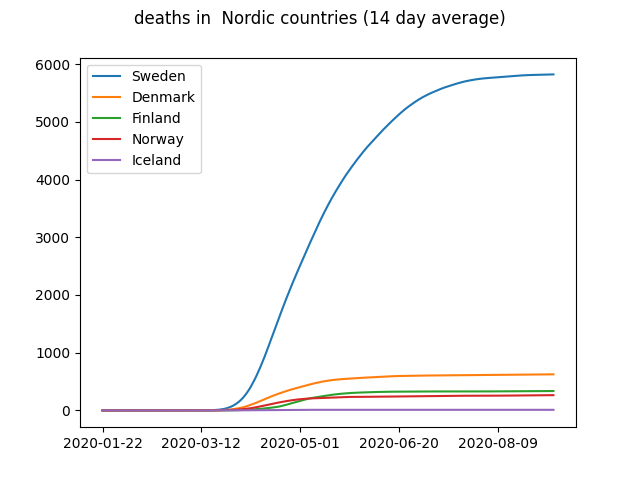 deaths in  Nordic countries (14 day average)
6000
5000
4000
3000
2000
1000
0
Sweden
Denmark
Finland
Norway
Iceland
2020-01-22 2020-03-12 2020-05-01 2020-06-20 2020-08-09